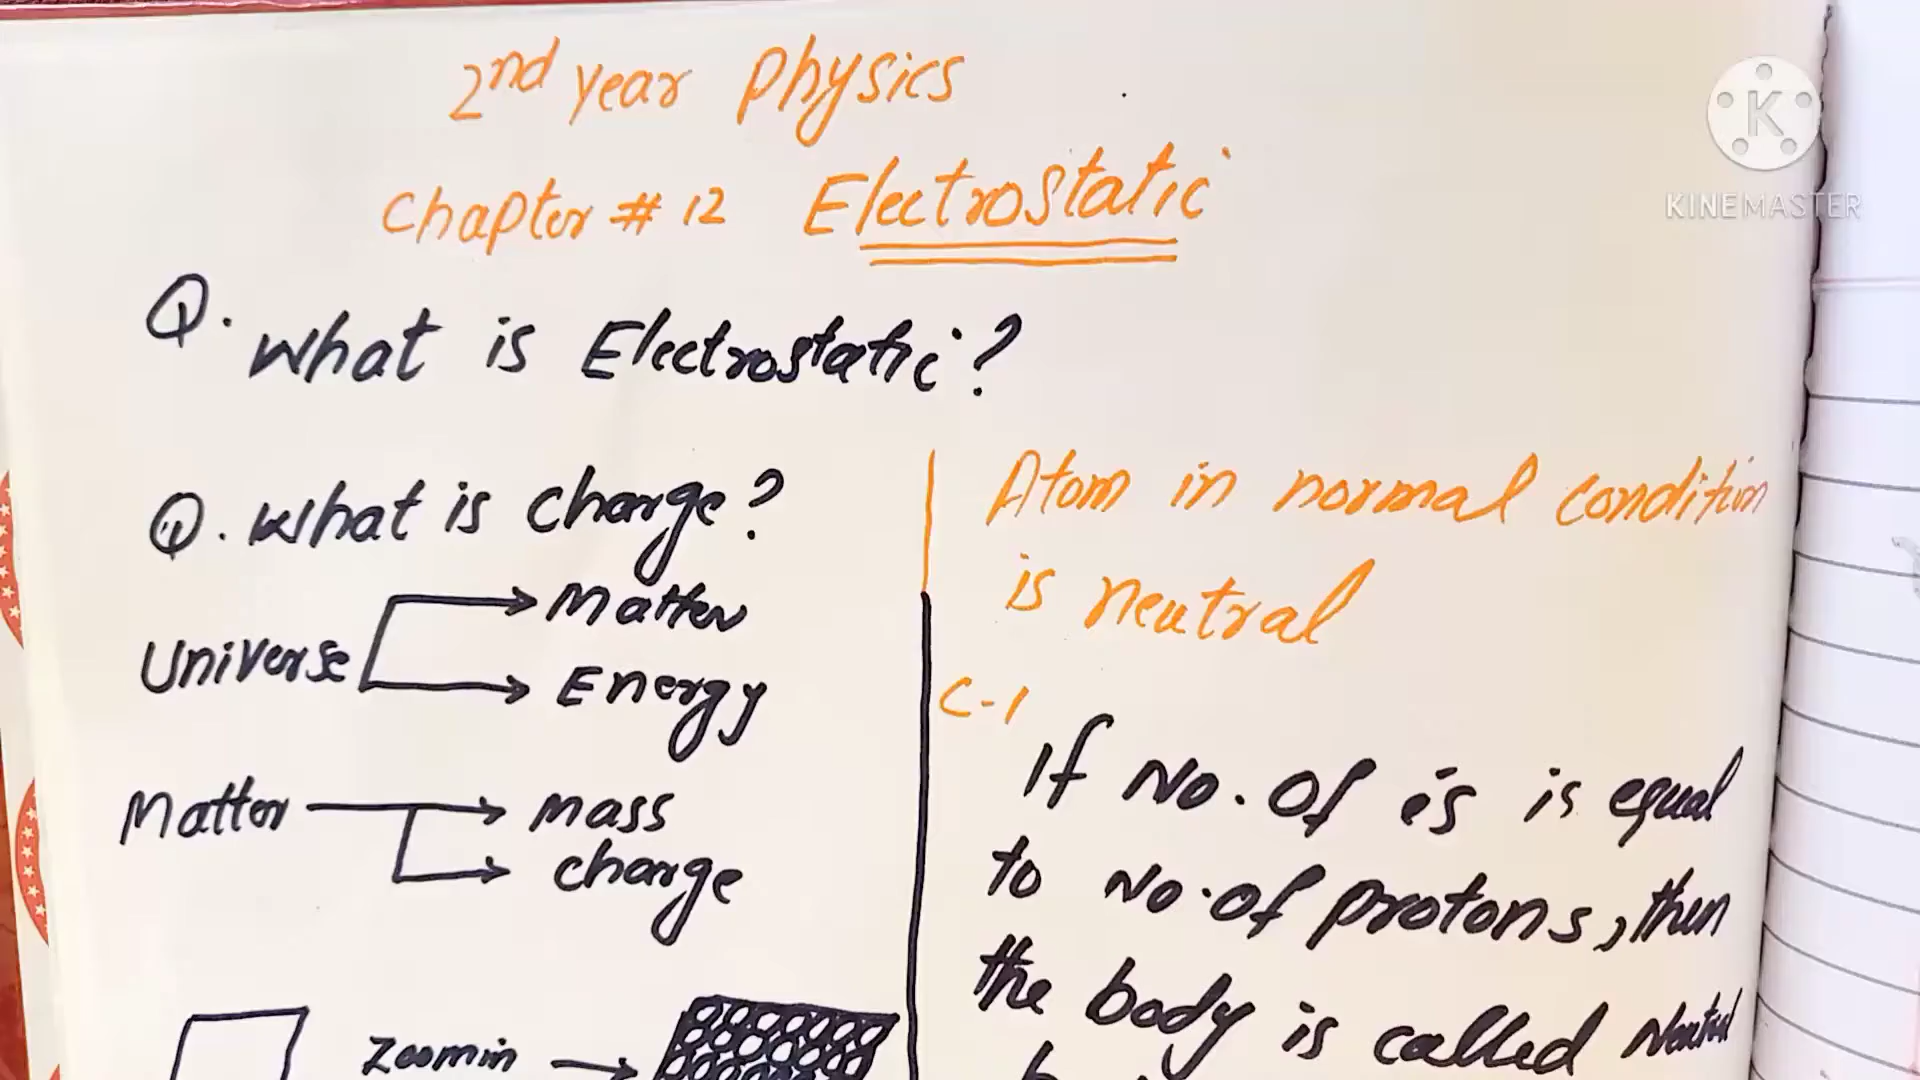 2nd year Physics
Chapter # 12 Electrostatic
Q. What is Electrostatic?
Q. What is charge?
Universe
Matter
Energy
Matter
mass
charge
Zoomin
Atom in normal condition
is neutral
C-1
If No. Of e's is equal
to No. of protons, then
the body is called Neutral
K
KINEMASTER